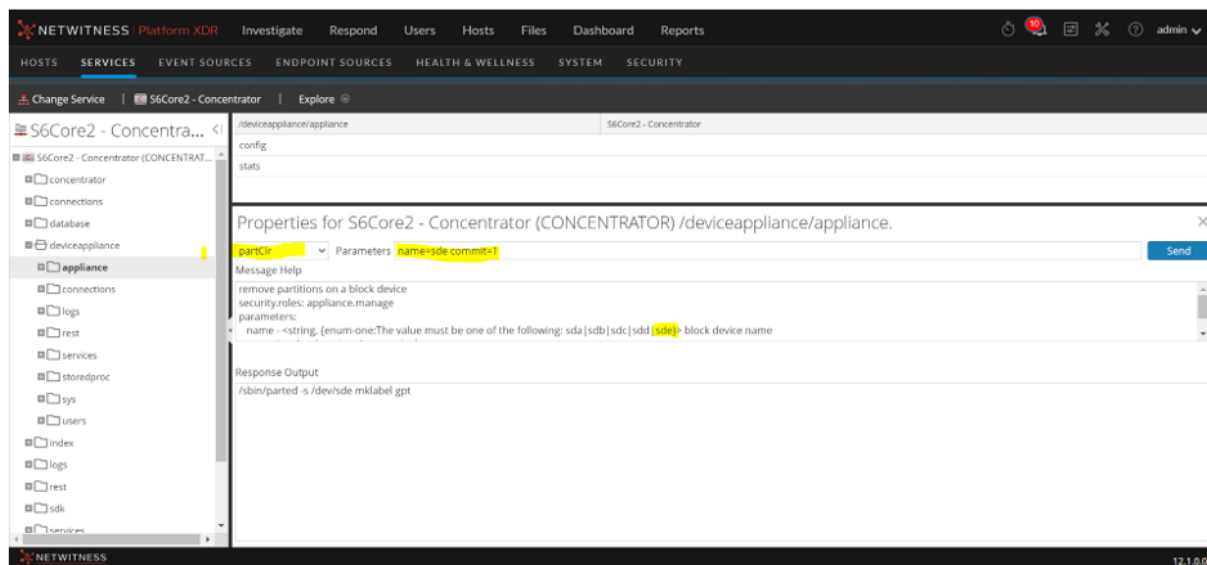 NETWITNESS Platform XDR Investigate Respond Users Hosts Files Dashboard Reports 10 admin
HOSTS SERVICES EVENT SOURCES ENDPOINT SOURCES HEALTH & WELLNESS SYSTEM SECURITY
Change Service | S6Core2 - Concentrator | Explore
S6Core2 - Concentra...
S6Core2 - Concentrator (CONCENTRAT...
concentrator
connections
database
deviceappliance
appliance
connections
logs
rest
services
storedproc
sys
users
index
logs
rest
sdk
services
/deviceappliance/appliance S6Core2 - Concentrator
config
stats
Properties for S6Core2 - Concentrator (CONCENTRATOR) /deviceappliance/appliance.
partClr Parameters name=sde commit=1 Send
Message Help
remove partitions on a block device
security.roles: appliance.manage
parameters:
name - <string, {enum-one:The value must be one of the following: sda|sdb|sdc|sdd|sde}> block device name
Response Output
/sbin/parted -s /dev/sde mklabel gpt
NETWITNESS 12.1.0.0